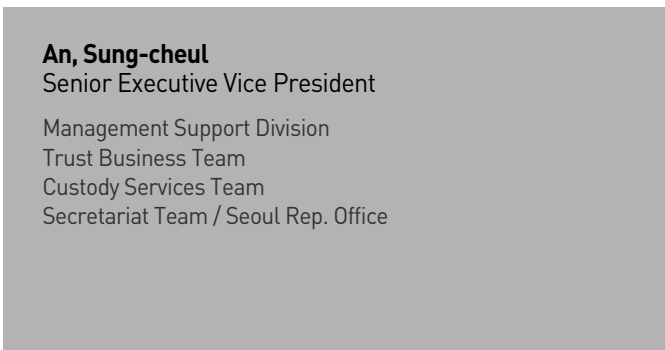 An, Sung-cheul
Senior Executive Vice President
Management Support Division
Trust Business Team
Custody Services Team
Secretariat Team / Seoul Rep. Office